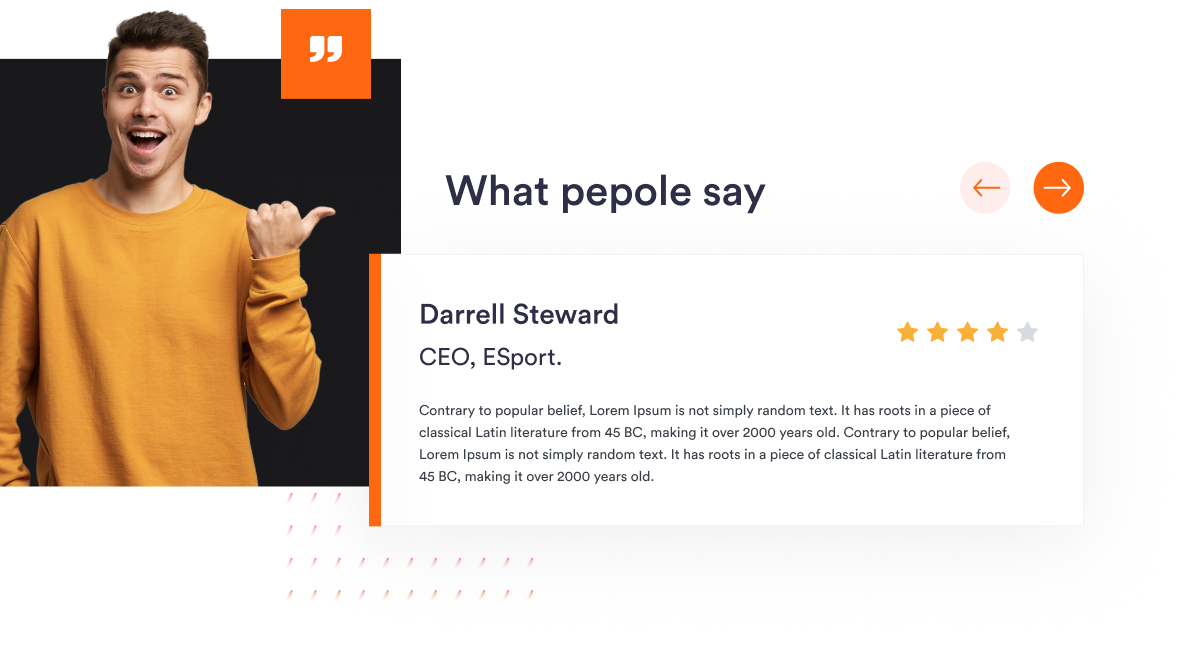 What pepole say
Darrell Steward
CEO, ESport.
Contrary to popular belief, Lorem Ipsum is not simply random text. It has roots in a piece of
classical Latin literature from 45 BC, making it over 2000 years old. Contrary to popular belief,
Lorem Ipsum is not simply random text. It has roots in a piece of classical Latin literature from
45 BC, making it over 2000 years old.